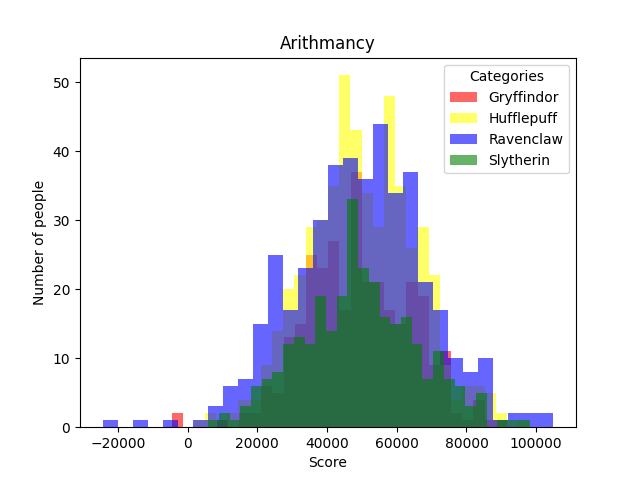 Arithmancy
Categories
Gryffindor
Hufflepuff
Ravenclaw
Slytherin
Number of people
50
40
30
20
10
0
−20000 0 20000 40000 60000 80000 100000
Score